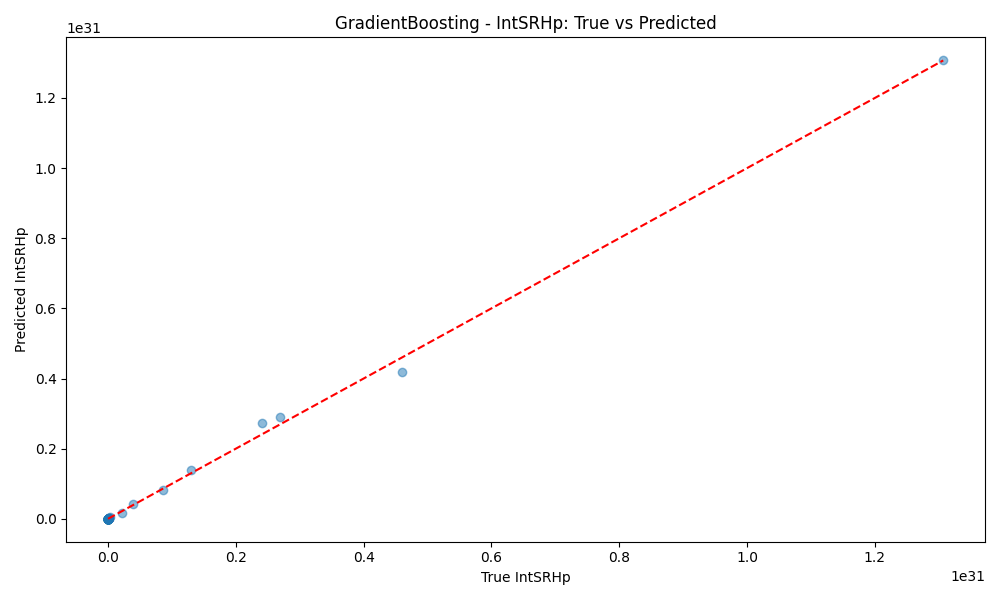 GradientBoosting - IntSRHp: True vs Predicted
1e31
1.2
1.0
0.8
0.6
0.4
0.2
0.0
Predicted IntSRHp
0.0 0.2 0.4 0.6 0.8 1.0 1.2
1e31
True IntSRHp